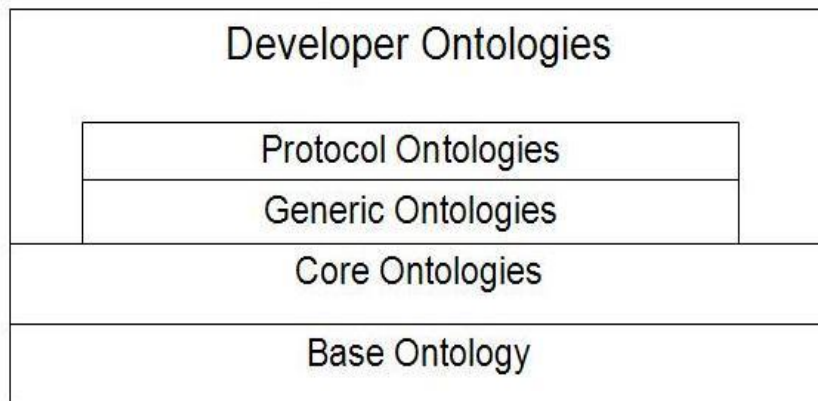 Developer Ontologies
Protocol Ontologies
Generic Ontologies
Core Ontologies
Base Ontology